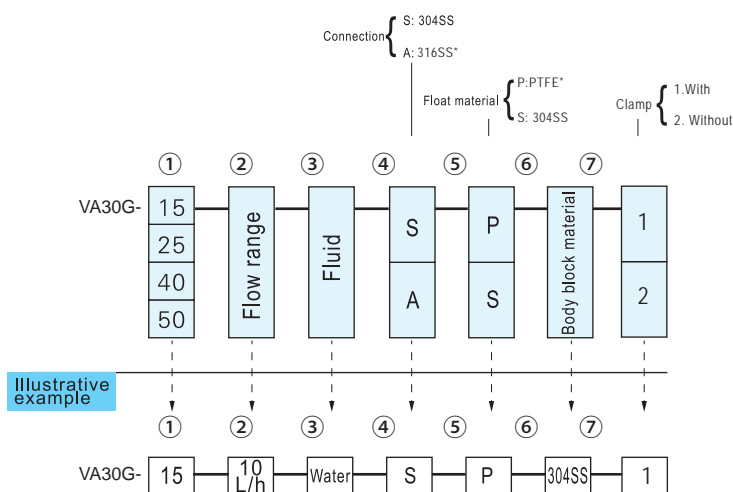 Connection
S: 304SS
A: 316SS*
Float material
P:PTFE*
S: 304SS
Clamp
1.With
2. Without
① ② ③ ④ ⑤ ⑥ ⑦
VA30G-
15
25
40
50
Flow range
Fluid
S
A
P
S
Body block material
1
2
Illustrative
example
① ② ③ ④ ⑤ ⑥ ⑦
VA30G- 15 10 L/h Water S P 304SS 1